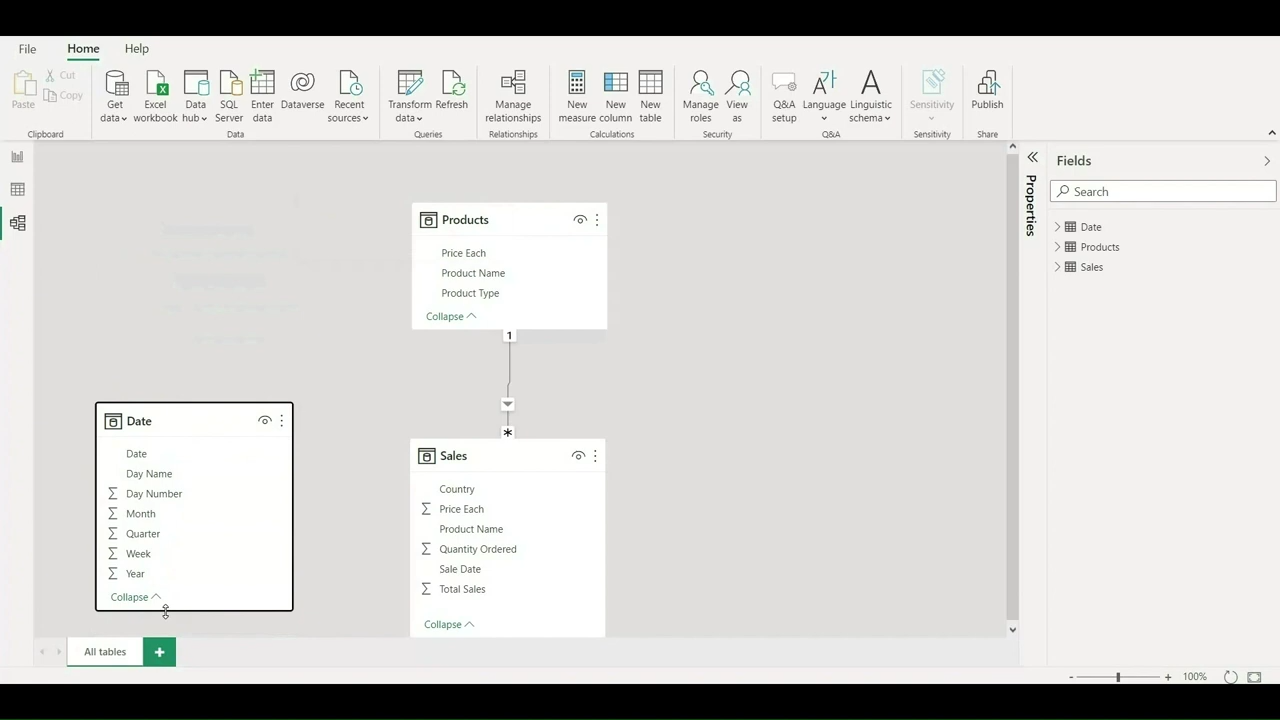 File Home Help
Paste Cut Copy
Get data Excel workbook Data hub SQL Server Enter data Dataverse Recent sources Transform data Refresh Manage relationships New measure New column New table Manage roles View as Q&A setup Language Linguistic schema Sensitivity Publish
Clipboard Data Queries Relationships Calculations Security Q&A Sensitivity Share
Products
Price Each
Product Name
Product Type
Collapse
1
*
Date
Date
Day Name
Σ Day Number
Σ Month
Σ Quarter
Σ Week
Σ Year
Collapse
Sales
Country
Σ Price Each
Product Name
Σ Quantity Ordered
Sale Date
Σ Total Sales
Collapse
Properties
Fields
Search
Date
Products
Sales
All tables +
- + 100%